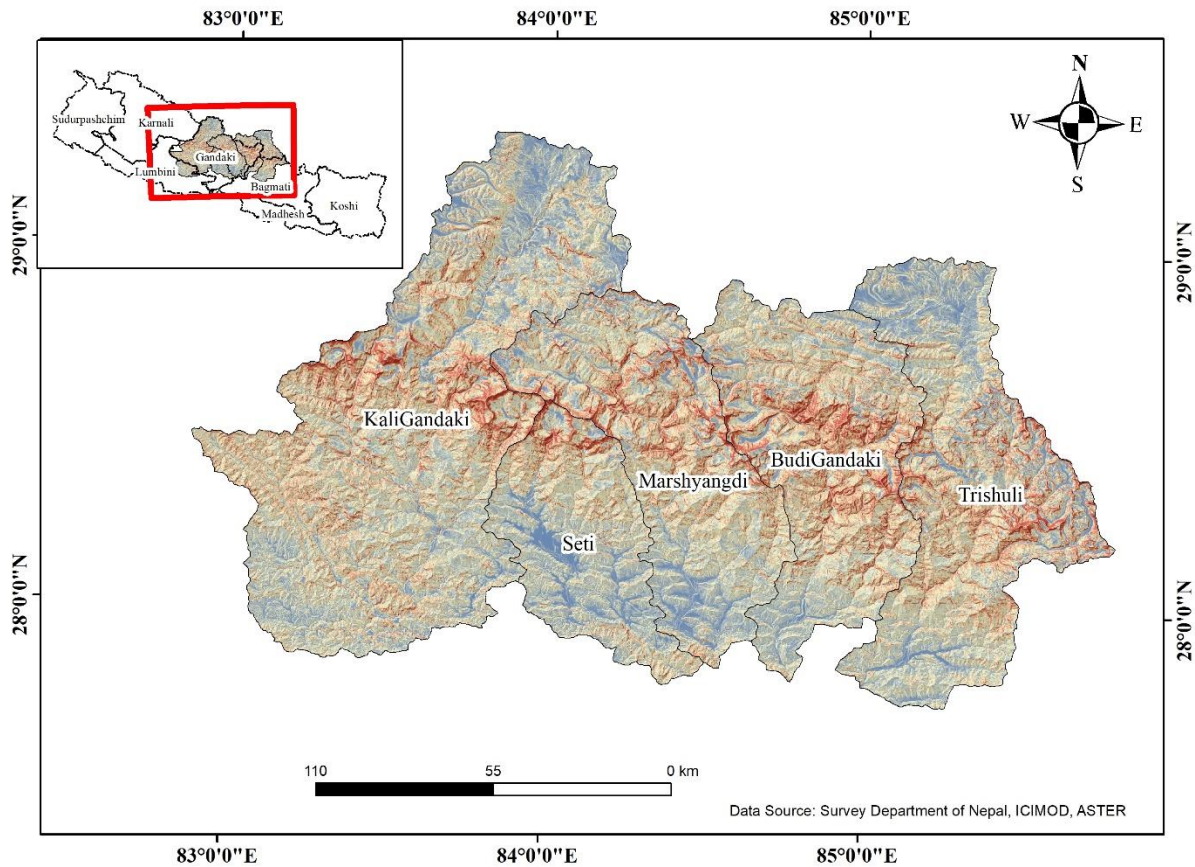 83°0'0"E 84°0'0"E 85°0'0"E
Sudurpashchim
Karnali
Gandaki
Lumbini
Bagmati
Madhesh
Koshi
N
W E
S
29°0'0"N
29°0'0"N
KaliGandaki
BudiGandaki
Marshyangdi
Trishuli
Seti
28°0'0"N
28°0'0"N
110 55 0 km
Data Source: Survey Department of Nepal, ICIMOD, ASTER
83°0'0"E 84°0'0"E 85°0'0"E